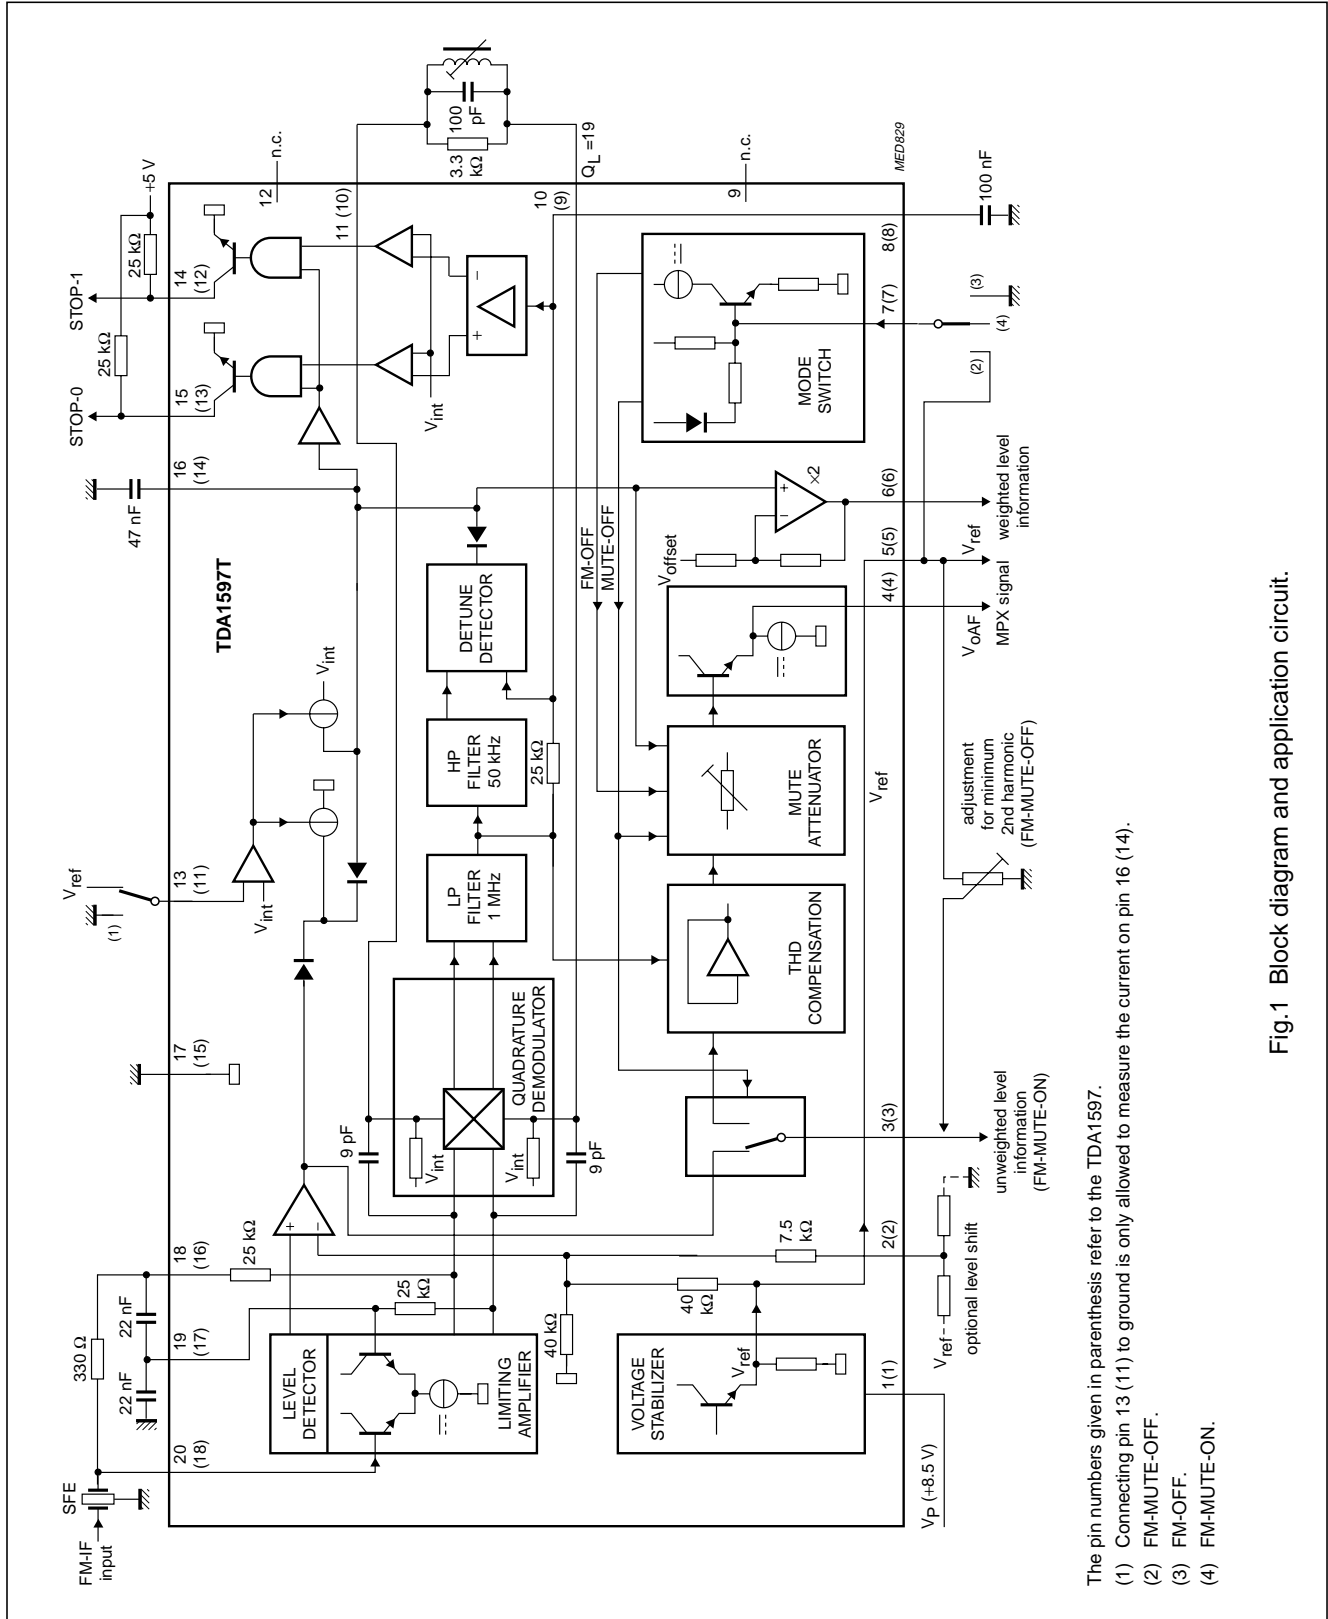 FM-IF
input
SFE
330 Ω
22 nF
22 nF
20
(18)
19
(17)
18
(16)
25 kΩ
17
(15)
(1)
Vref
13
(11)
Vint
Vint
TDA1597T
47 nF
16
(14)
STOP-0
STOP-1
25 kΩ
25 kΩ
+5 V
15
(13)
14
(12)
12
n.c.
11 (10)
Vint
+
−
10
(9)
3.3
kΩ
100
pF
QL =19
LEVEL
DETECTOR
LIMITING
AMPLIFIER
25
kΩ
+
−
9 pF
9 pF
Vint
Vint
QUADRATURE
DEMODULATOR
LP
FILTER
1 MHz
HP
FILTER
50 kHz
25 kΩ
DETUNE
DETECTOR
FM-OFF
MUTE-OFF
40 kΩ
40
kΩ
7.5
kΩ
VOLTAGE
STABILIZER
Vref
THD
COMPENSATION
MUTE
ATTENUATOR
Vref
Voffset
+
−
×2
MODE
SWITCH
9
n.c.
1(1)
2(2)
3(3)
4(4)
5(5)
6(6)
7(7)
8(8)
MED829
VP (+8.5 V)
Vref
optional level shift
unweighted level
information
(FM-MUTE-ON)
adjustment
for minimum
2nd harmonic
(FM-MUTE-OFF)
VoAF
MPX signal
Vref
weighted level
information
(2)
(4)
(3)
100 nF
The pin numbers given in parenthesis refer to the TDA1597.
(1) Connecting pin 13 (11) to ground is only allowed to measure the current on pin 16 (14).
(2) FM-MUTE-OFF.
(3) FM-OFF.
(4) FM-MUTE-ON.
Fig.1 Block diagram and application circuit.